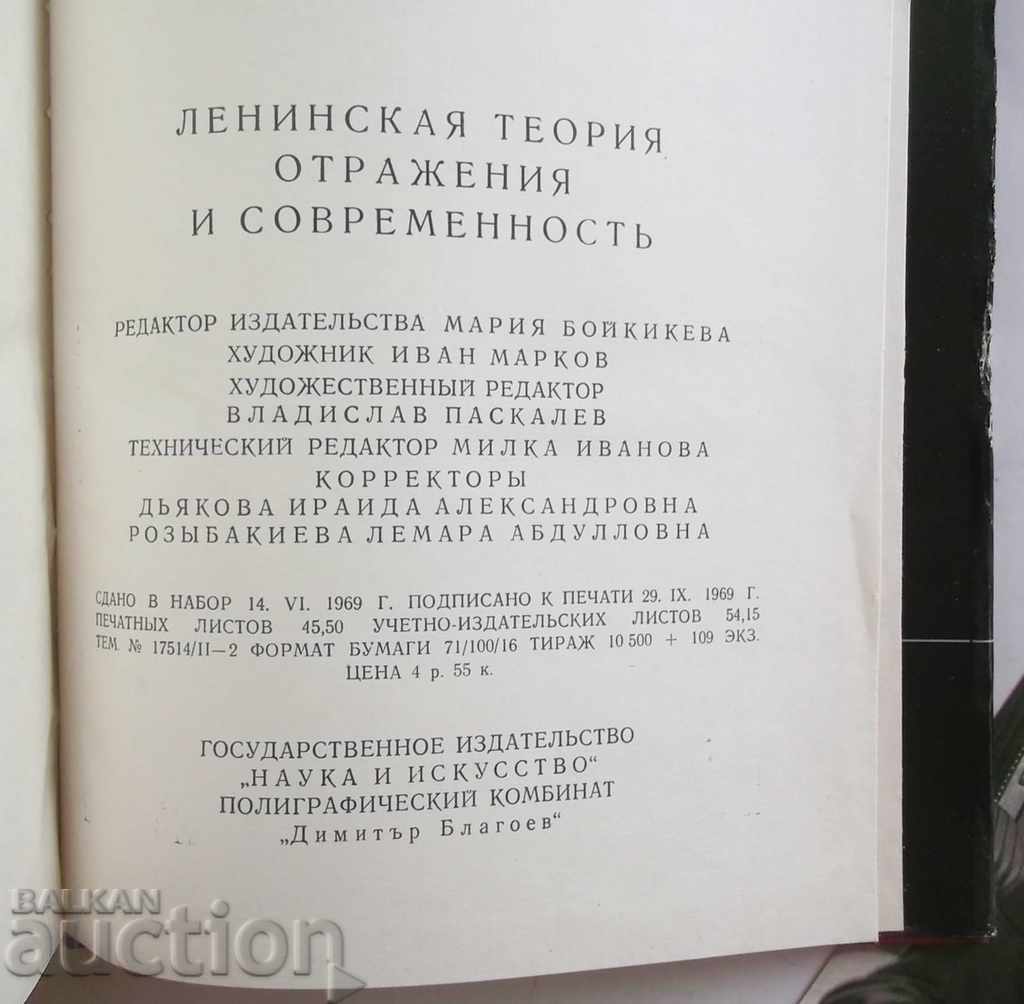 ЛЕНИНСКАЯ ТЕОРИЯ
ОТРАЖЕНИЯ
И СОВРЕМЕННОСТЬ
РЕДАКТОР ИЗДАТЕЛЬСТВА МАРИЯ БОЙКИКЕВА
ХУДОЖНИК ИВАН МАРКОВ
ХУДОЖЕСТВЕННЫЙ РЕДАКТОР
ВЛАДИСЛАВ ПАСКАЛЕВ
ТЕХНИЧЕСКИЙ РЕДАКТОР МИЛКА ИВАНОВА
КОРРЕКТОРЫ
ДЬЯКОВА ИРАИДА АЛЕКСАНДРОВНА
РОЗЫБАКИЕВА ЛЕМАРА АБДУЛЛОВНА
СДАНО В НАБОР 14. VI. 1969 Г. ПОДПИСАНО К ПЕЧАТИ 29. IX. 1969 Г.
ПЕЧАТНЫХ ЛИСТОВ 45,50 УЧЕТНО-ИЗДАТЕЛЬСКИХ ЛИСТОВ 54,15
ТЕМ. № 17514/II—2 ФОРМАТ БУМАГИ 71/100/16 ТИРАЖ 10 500 + 109 ЭКЗ.
ЦЕНА 4 р. 55 к.
ГОСУДАРСТВЕННОЕ ИЗДАТЕЛЬСТВО
„НАУКА И ИСКУССТВО“
ПОЛИГРАФИЧЕСКИЙ КОМБИНАТ
„Димитър Благоев“
BALKAN
auction